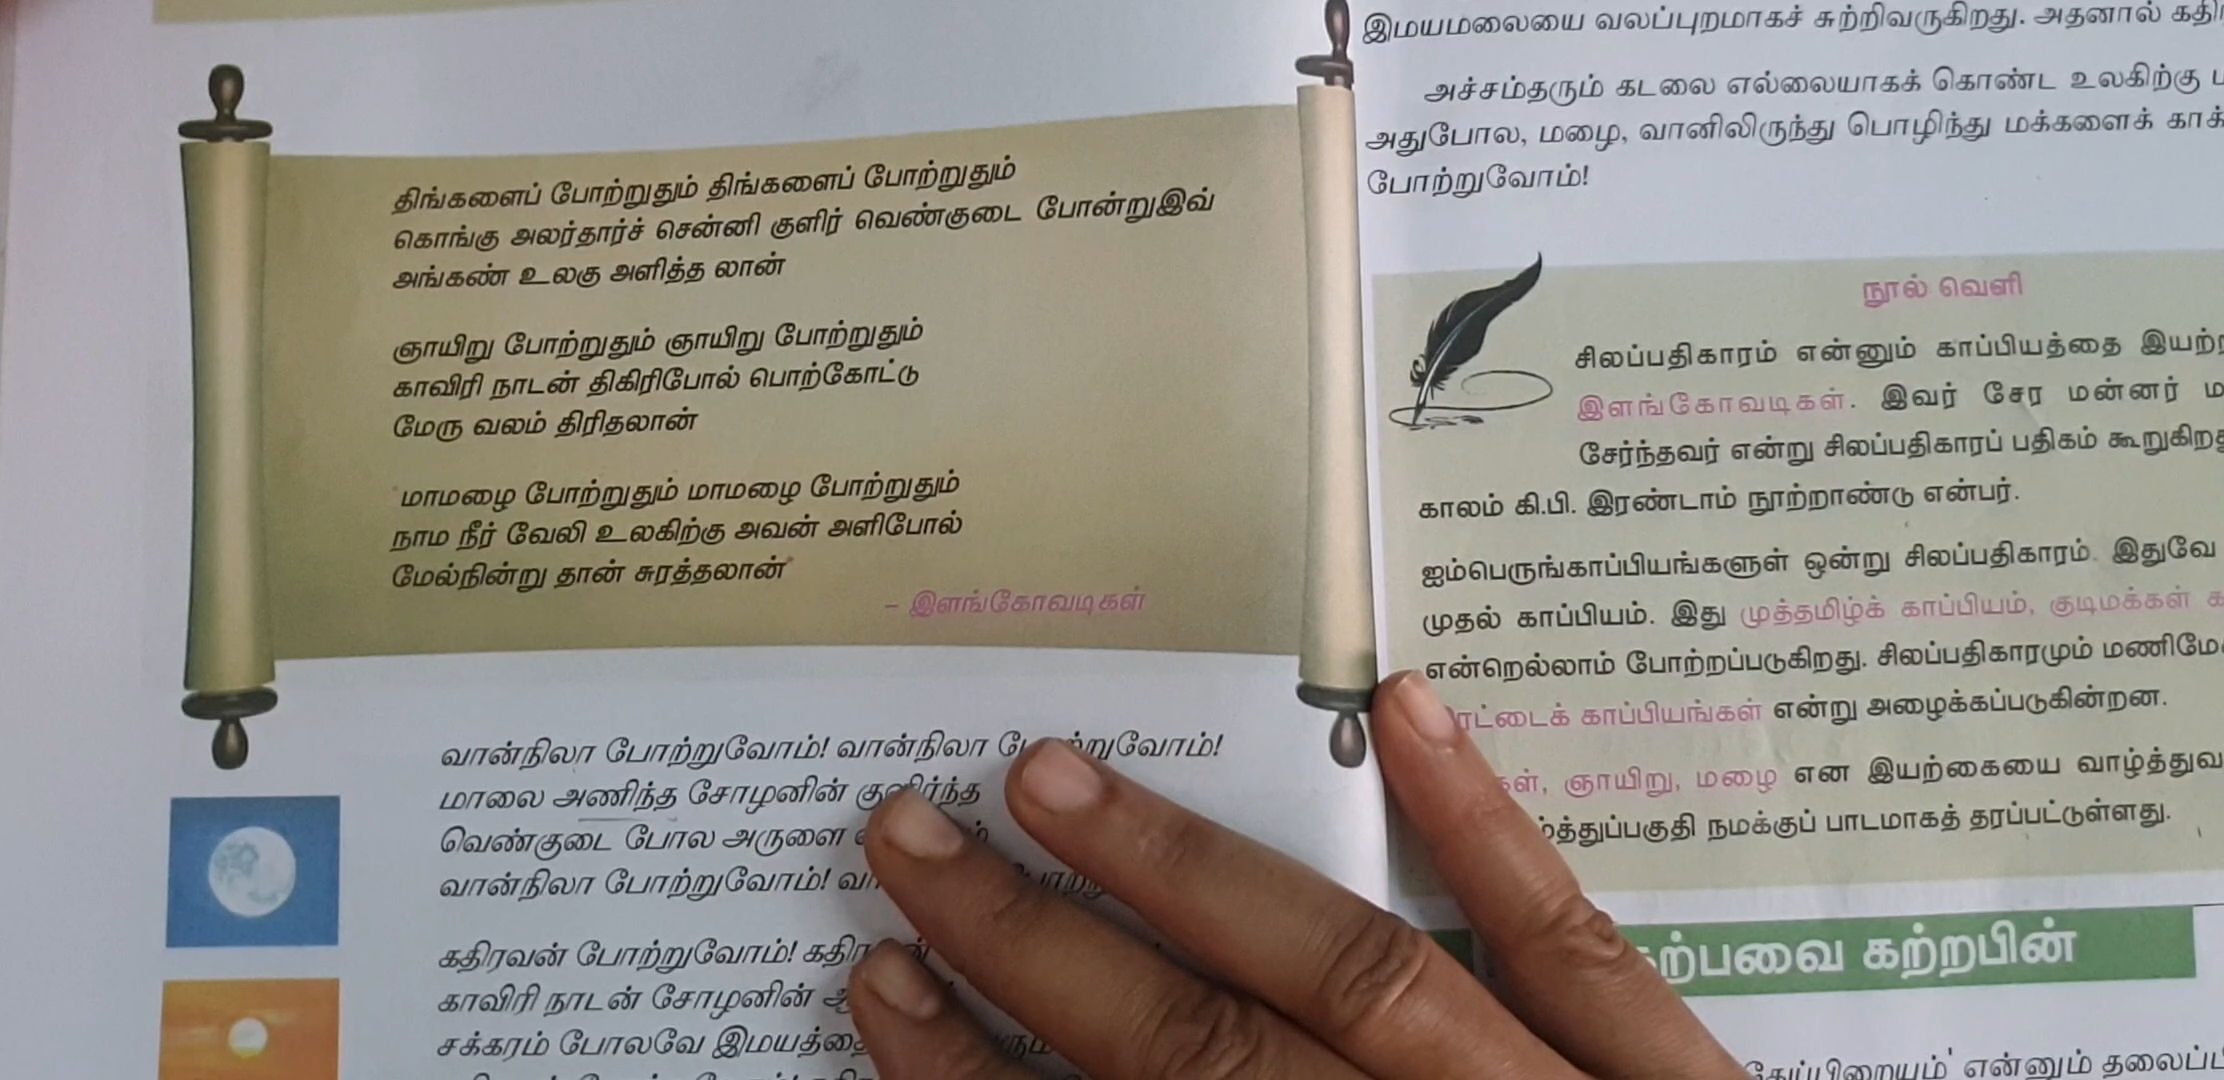 திங்களைப் போற்றுதும் திங்களைப் போற்றுதும்
கொங்கு அலர்தார்ச் சென்னி குளிர் வெண்குடை போன்றுஇவ்
அங்கண் உலகு அளித்த லான்
ஞாயிறு போற்றுதும் ஞாயிறு போற்றுதும்
காவிரி நாடன் திகிரிபோல் பொற்கோட்டு
மேரு வலம் திரிதலான்
மாமழை போற்றுதும் மாமழை போற்றுதும்
நாம நீர் வேலி உலகிற்கு அவன் அளிபோல்
மேல்நின்று தான் சுரத்தலான்
– இளங்கோவடிகள்
வான்நிலா போற்றுவோம்! வான்நிலா
மாலை அணிந்த சோழனின்
வெண்குடை போல அருளை
வான்நிலா போற்றுவோம்!
கதிரவன் போற்றுவோம்!
காவிரி நாடன் சோழனின்
சக்கரம் போலவே
இமயமலையை வலப்புறமாகச் சுற்றிவருகிறது. அதனால்
அச்சம்தரும் கடலை எல்லையாகக் கொண்ட உலகிற்கு
அதுபோல, மழை, வானிலிருந்து பொழிந்து மக்களைக்
போற்றுவோம்!
நூல் வெளி
சிலப்பதிகாரம் என்னும் காப்பியத்தை
இளங்கோவடிகள். இவர் சேர மன்னர்
சேர்ந்தவர் என்று சிலப்பதிகாரப் பதிகம்
காலம் கி.பி. இரண்டாம் நூற்றாண்டு என்பர்.
ஐம்பெருங்காப்பியங்களுள் ஒன்று சிலப்பதிகாரம். இதுவே
முதல் காப்பியம். இது முத்தமிழ்க் காப்பியம், குடிமக்கள்
என்றெல்லாம் போற்றப்படுகிறது. சிலப்பதிகாரமும்
காப்பியங்கள் என்று அழைக்கப்படுகின்றன.
ஞாயிறு, மழை என இயற்கையை
நமக்குப் பாடமாகத் தரப்பட்டுள்ளது.
கற்றபின்
என்னும்